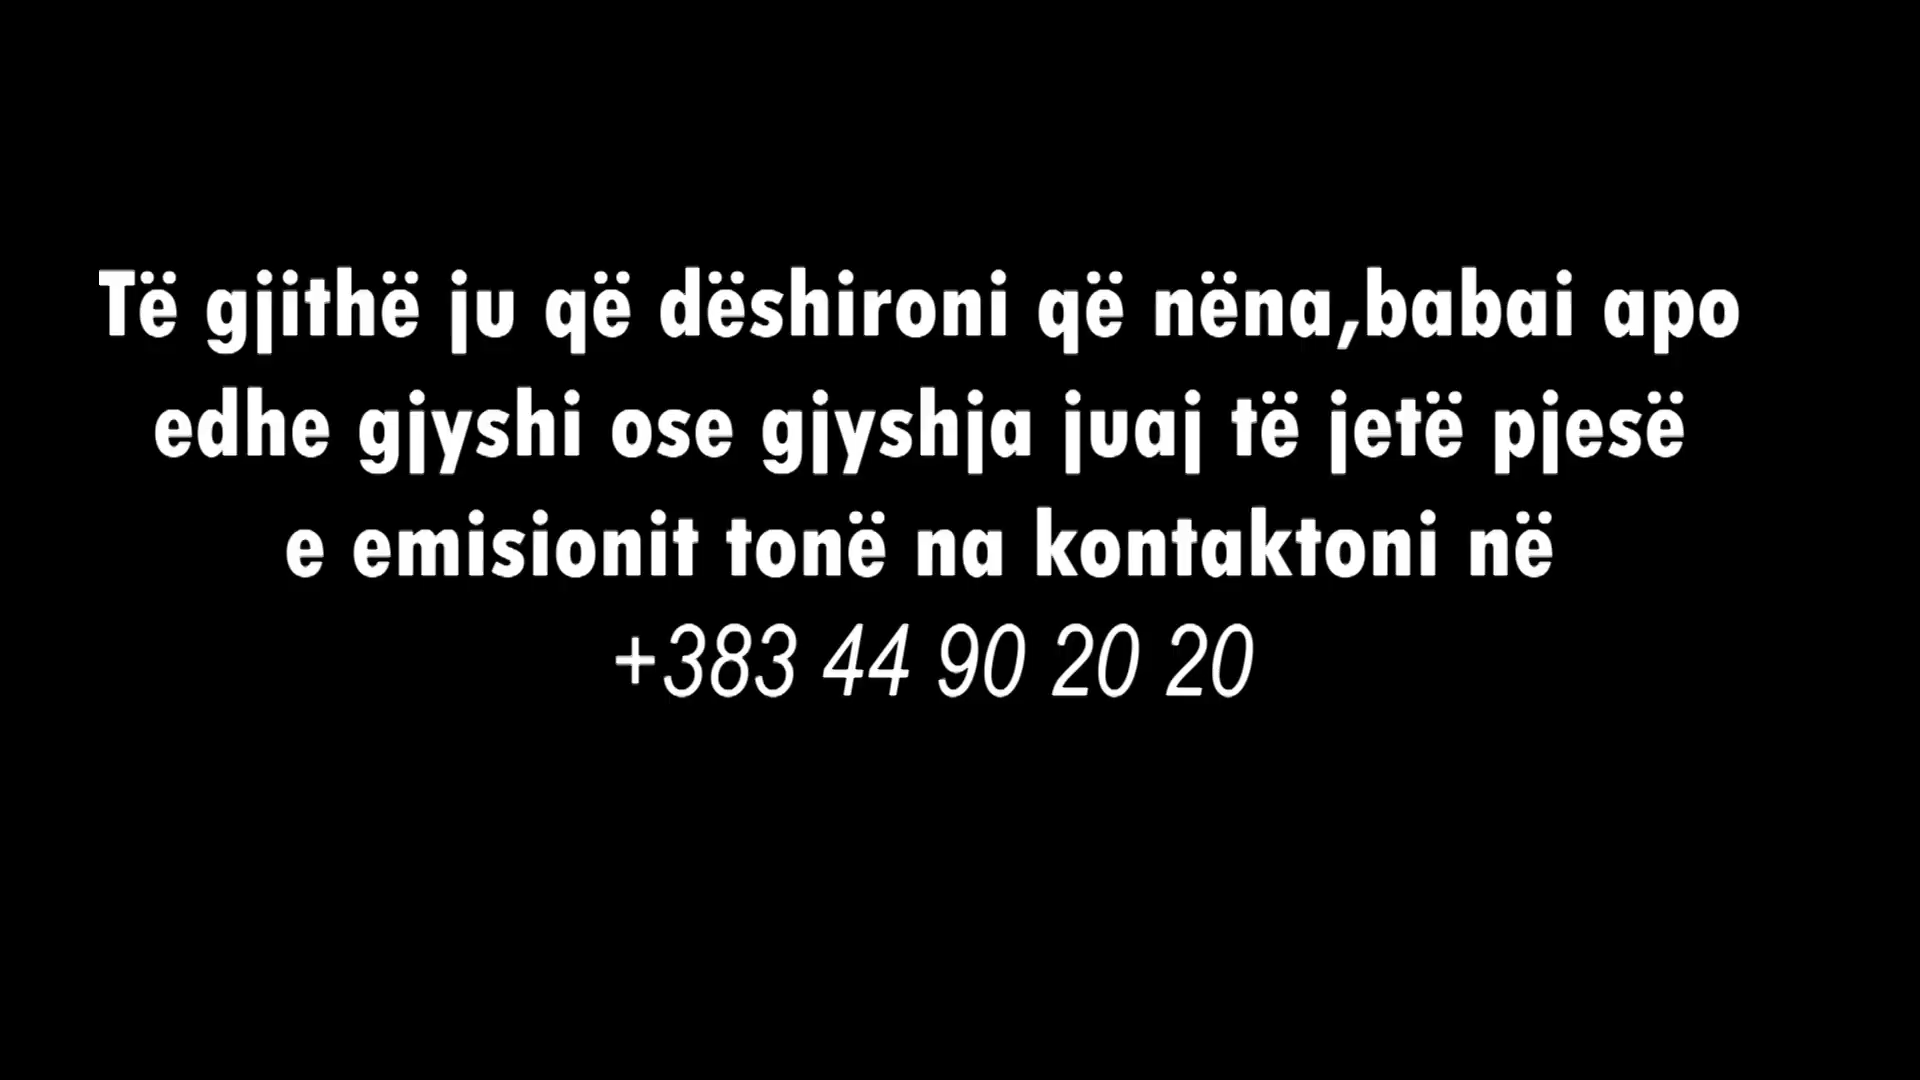 Të gjithë ju që dëshironi që nëna,babai apo
edhe gjyshi ose gjyshja juaj të jetë pjesë
e emisionit tonë na kontaktoni në
+383 44 90 20 20